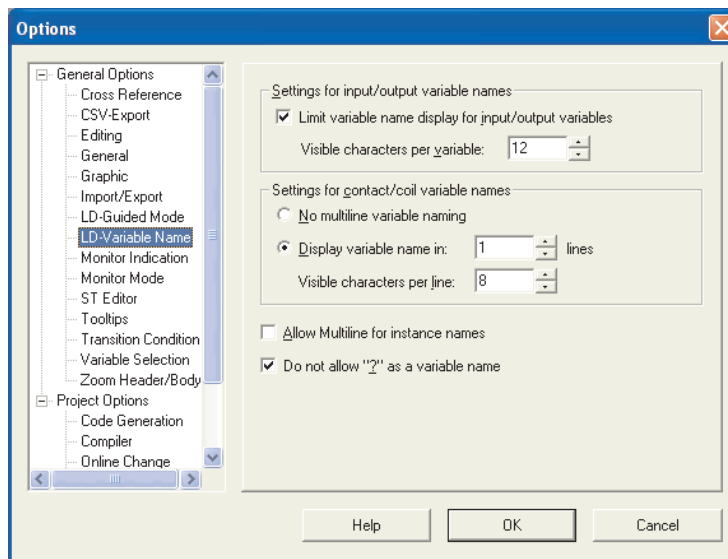 Options
General Options
Cross Reference
CSV-Export
Editing
General
Graphic
Import/Export
LD-Guided Mode
LD-Variable Name
Monitor Indication
Monitor Mode
ST Editor
Tooltips
Transition Condition
Variable Selection
Zoom Header/Body
Project Options
Code Generation
Compiler
Online Change
Settings for input/output variable names
Limit variable name display for input/output variables
Visible characters per variable: 12
Settings for contact/coil variable names
No multiline variable naming
Display variable name in: 1 lines
Visible characters per line: 8
Allow Multiline for instance names
Do not allow "?" as a variable name
Help OK Cancel